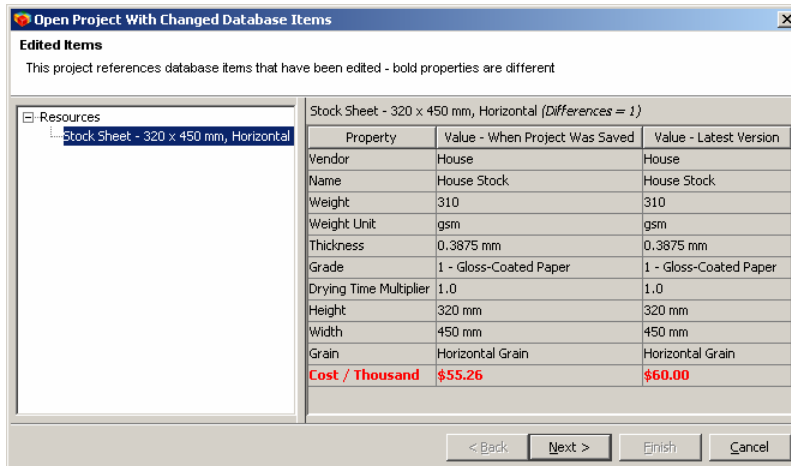 Open Project With Changed Database Items
Edited Items
This project references database items that have been edited - bold properties are different
Resources
Stock Sheet - 320 x 450 mm, Horizontal
Stock Sheet - 320 x 450 mm, Horizontal (Differences = 1)
Property Value - When Project Was Saved Value - Latest Version
Vendor House House
Name House Stock House Stock
Weight 310 310
Weight Unit gsm gsm
Thickness 0.3875 mm 0.3875 mm
Grade 1 - Gloss-Coated Paper 1 - Gloss-Coated Paper
Drying Time Multiplier 1.0 1.0
Height 320 mm 320 mm
Width 450 mm 450 mm
Grain Horizontal Grain Horizontal Grain
Cost / Thousand $55.26 $60.00
< Back Next > Finish Cancel